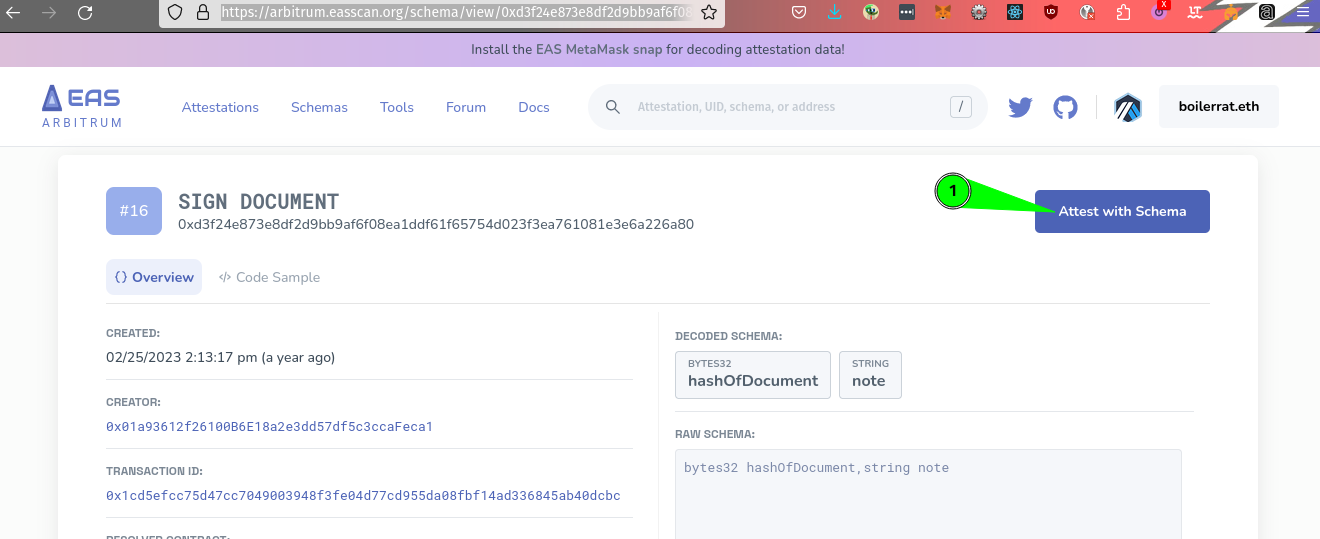 https://arbitrum.easscan.org/schema/view/0xd3f24e873e8df2d9bb9af6f08
Install the EAS MetaMask snap for decoding attestation data!
EAS
ARBITRUM
Attestations Schemas Tools Forum Docs
Attestation, UID, schema, or address
/
boilerrat.eth
#16
SIGN DOCUMENT
0xd3f24e873e8df2d9bb9af6f08ea1ddf61f65754d023f3ea761081e3e6a226a80
1
Attest with Schema
{} Overview
</> Code Sample
CREATED:
02/25/2023 2:13:17 pm (a year ago)
CREATOR:
0x01a93612f26100B6E18a2e3dd57df5c3ccaFeca1
TRANSACTION ID:
0x1cd5efcc75d47cc7049003948f3fe04d77cd955da08fbf14ad336845ab40dcbc
RESOLVER CONTRACT:
DECODED SCHEMA:
BYTES32
hashOfDocument
STRING
note
RAW SCHEMA:
bytes32 hashOfDocument,string note